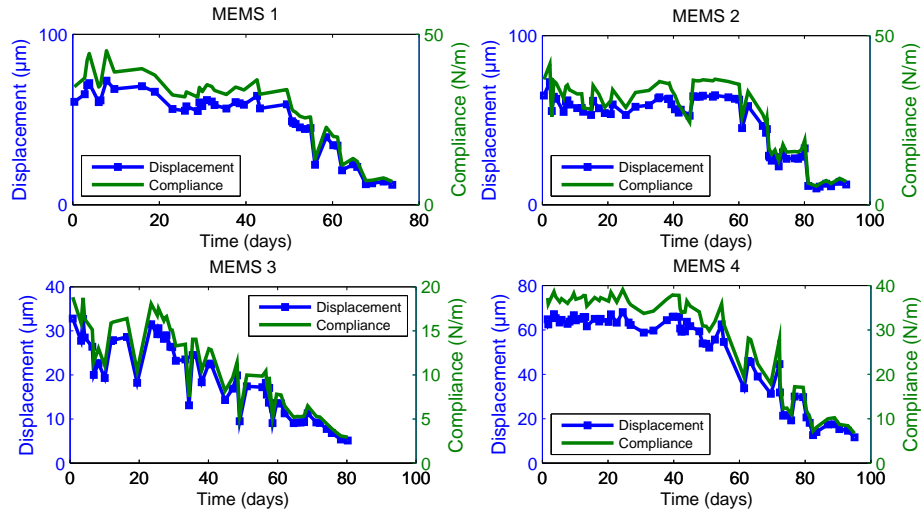 MEMS 1
Displacement (µm)
100
0
50
0
Compliance (N/m)
Displacement
Compliance
0
20
40
60
80
Time (days)
MEMS 2
Displacement (µm)
100
0
50
0
Compliance (N/m)
Displacement
Compliance
0
20
40
60
80
100
Time (days)
MEMS 3
Displacement (µm)
40
30
20
10
0
20
15
10
5
0
Compliance (N/m)
Displacement
Compliance
0
20
40
60
80
100
Time (days)
MEMS 4
Displacement (µm)
80
60
40
20
0
40
30
20
10
0
Compliance (N/m)
Displacement
Compliance
0
20
40
60
80
100
Time (days)